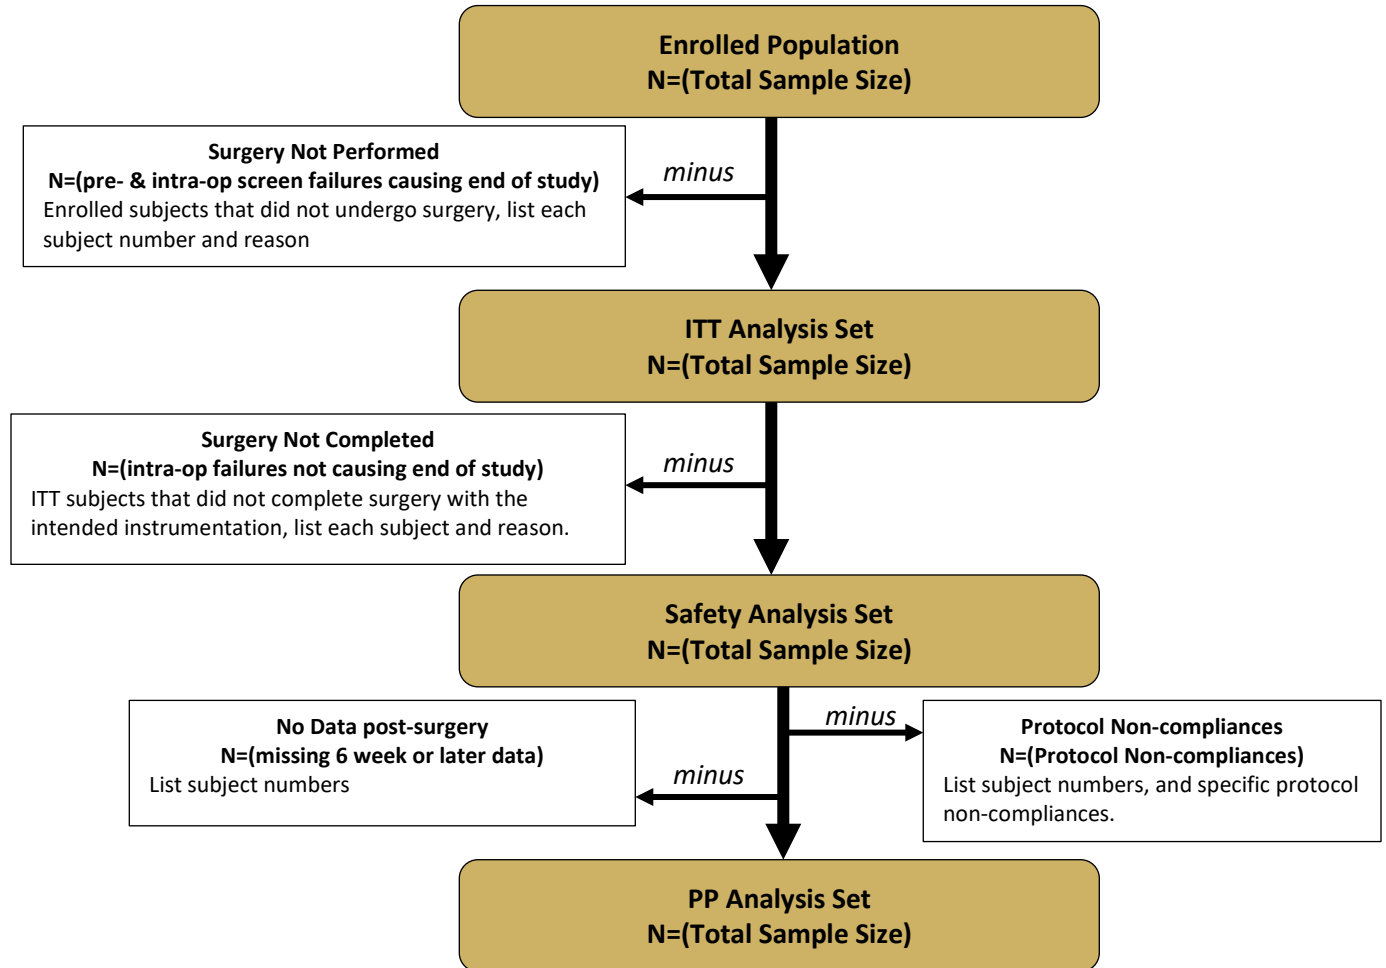 Enrolled Population
N=(Total Sample Size)
Surgery Not Performed
N=(pre- & intra-op screen failures causing end of study)
Enrolled subjects that did not undergo surgery, list each
subject number and reason
minus
ITT Analysis Set
N=(Total Sample Size)
Surgery Not Completed
N=(intra-op failures not causing end of study)
ITT subjects that did not complete surgery with the
intended instrumentation, list each subject and reason.
minus
Safety Analysis Set
N=(Total Sample Size)
No Data post-surgery
N=(missing 6 week or later data)
List subject numbers
minus
minus
Protocol Non-compliances
N=(Protocol Non-compliances)
List subject numbers, and specific protocol
non-compliances.
PP Analysis Set
N=(Total Sample Size)